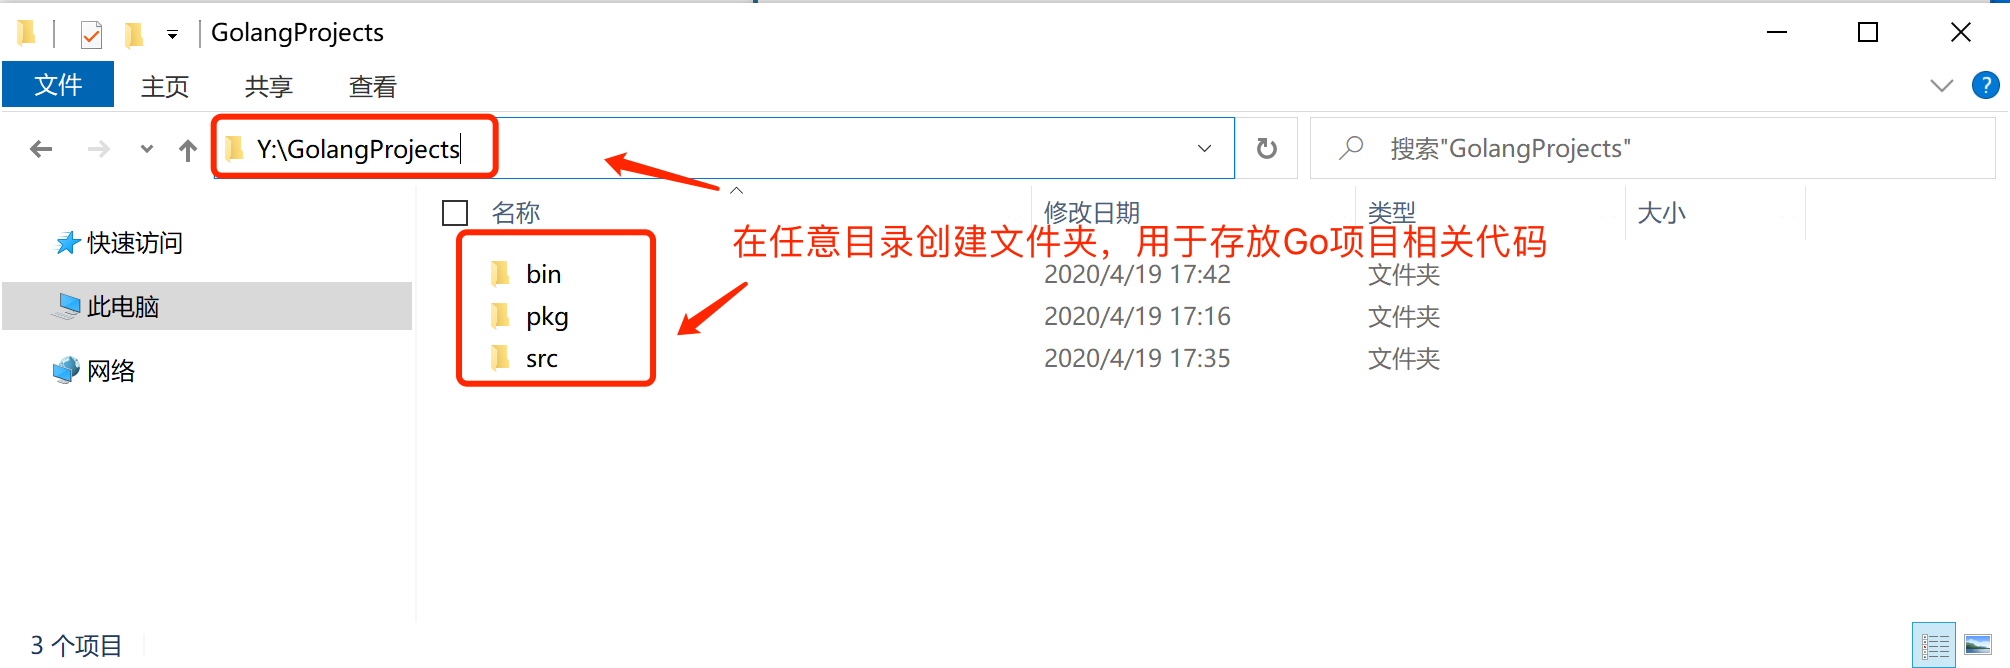 GolangProjects
文件 主页 共享 查看
?
Y:\GolangProjects
搜索"GolangProjects"
名称 修改日期 类型 大小
在任意目录创建文件夹，用于存放Go项目相关代码
快速访问
此电脑
网络
bin 2020/4/19 17:42 文件夹
pkg 2020/4/19 17:16 文件夹
src 2020/4/19 17:35 文件夹
3 个项目